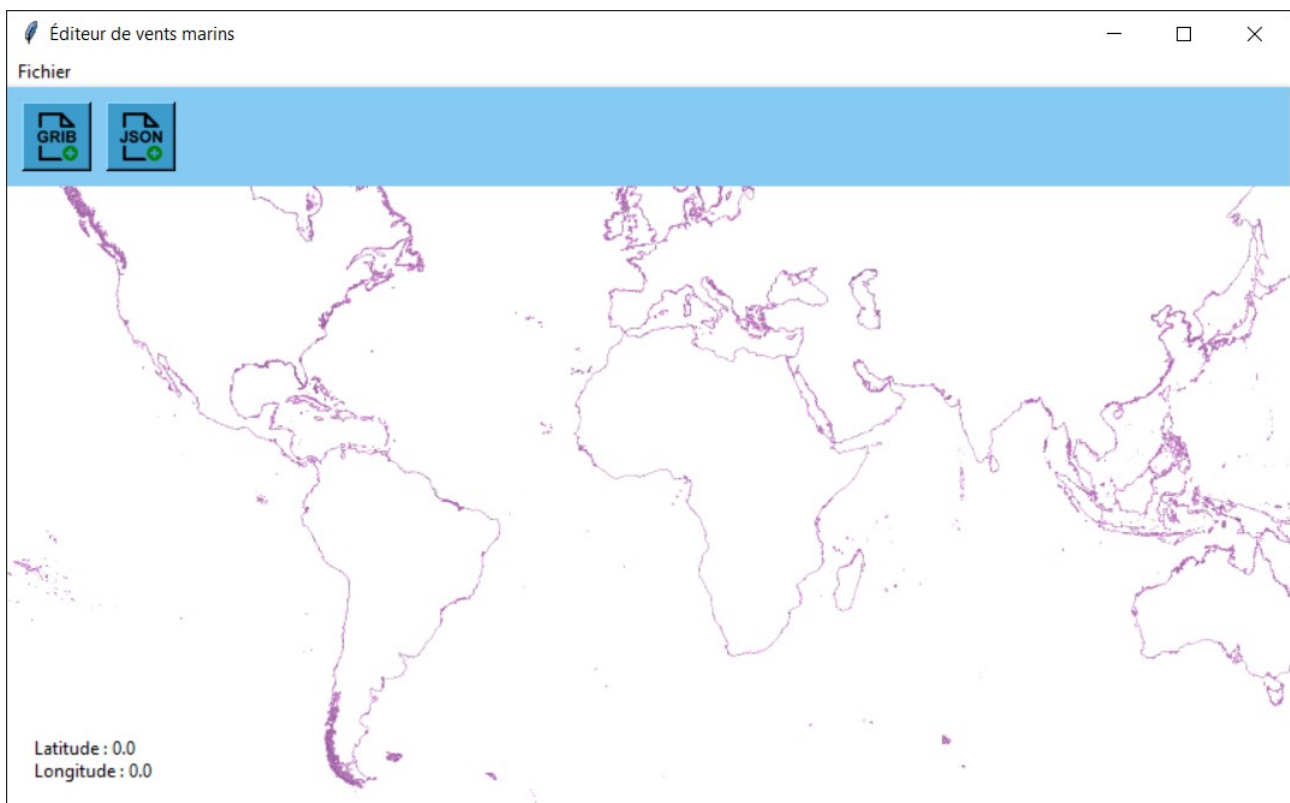 Éditeur de vents marins
Fichier
GRIB JSON
Latitude : 0.0
Longitude : 0.0